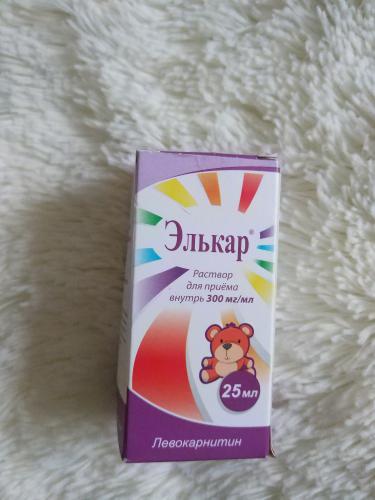 Элькар®
Раствор
для приёма
внутрь 300 мг/мл
25 мл
Левокарнитин